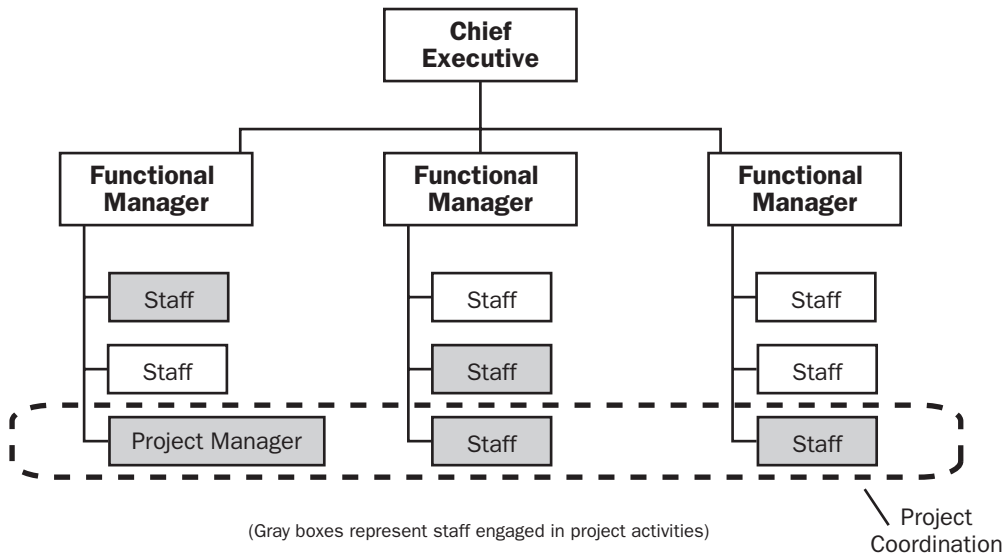 Chief
Executive
Functional
Manager
Functional
Manager
Functional
Manager
Staff
Staff
Staff
Staff
Staff
Staff
Project Manager
Staff
Staff
(Gray boxes represent staff engaged in project activities)
Project
Coordination